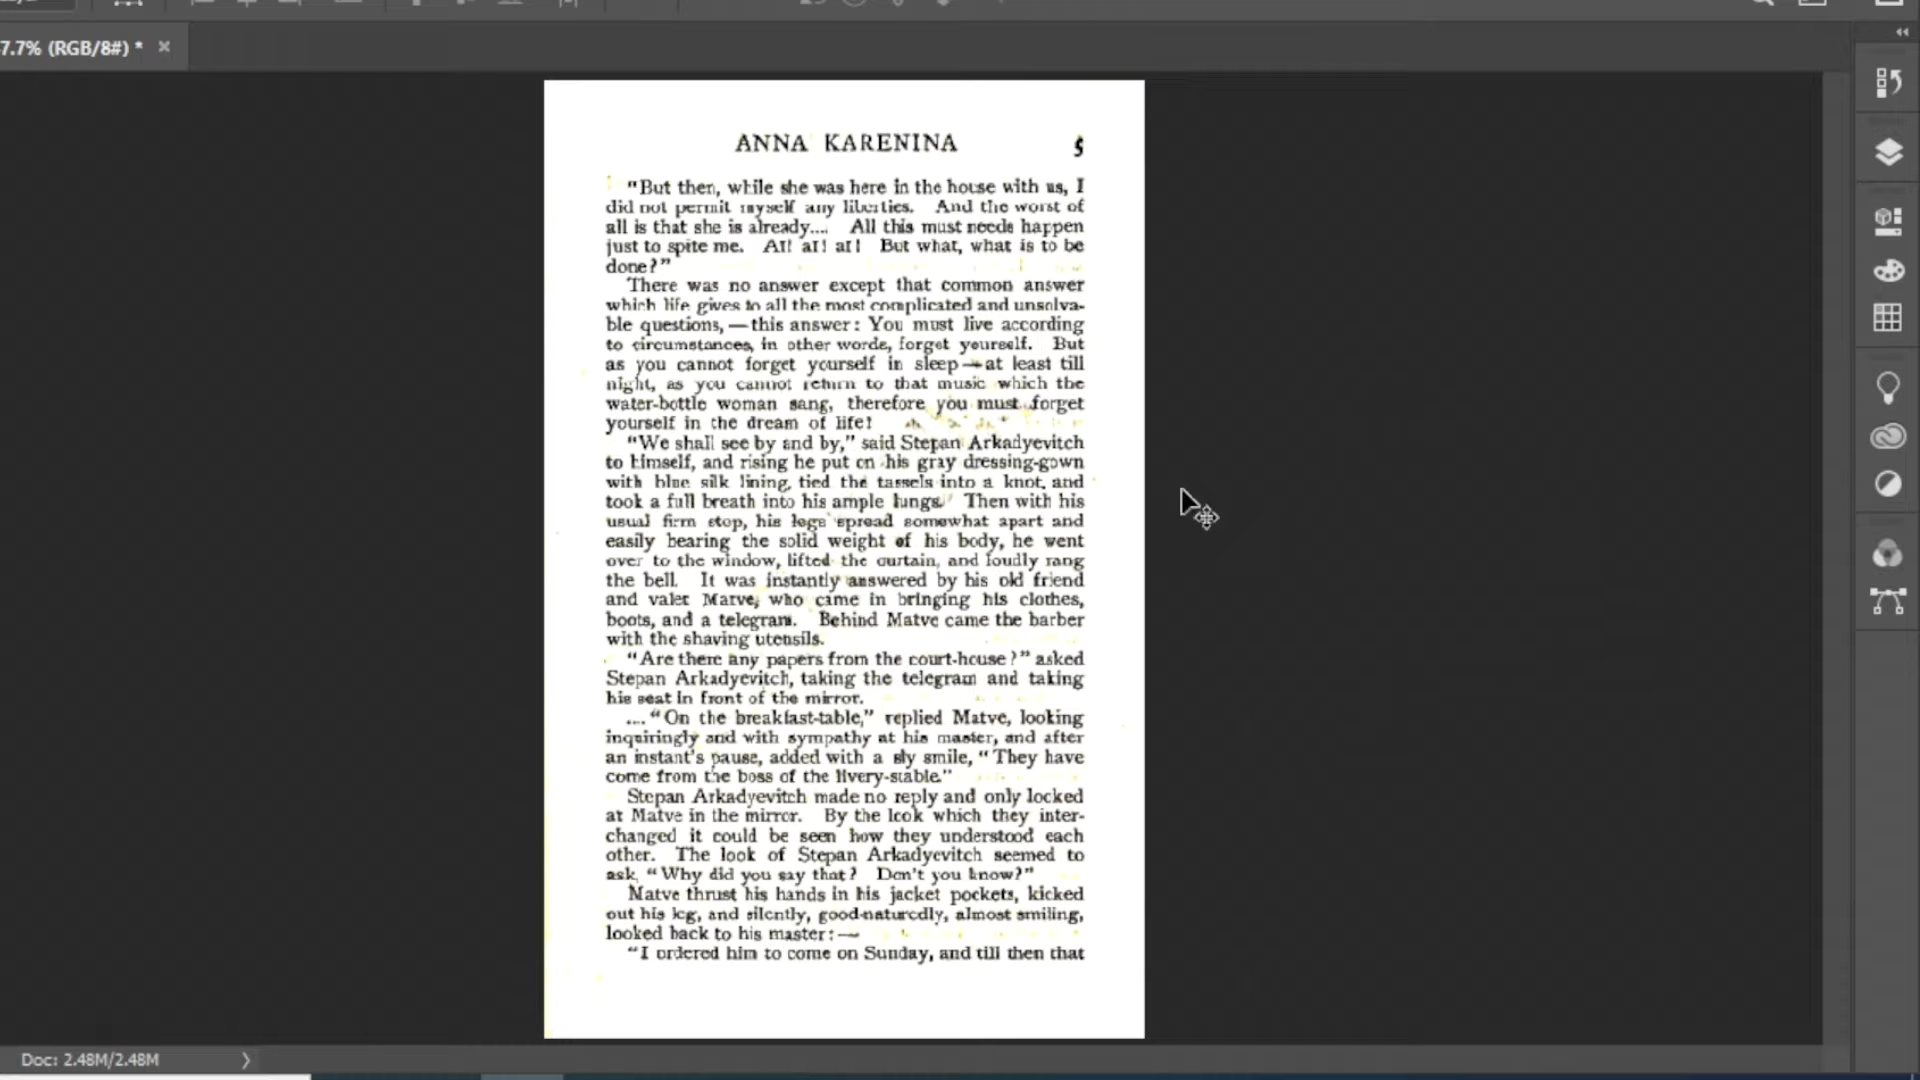 7.7% (RGB/8#) * ×
ANNA KARENINA 5
"But then, while she was here in the house with us, I
did not permit myself any liberties. And the worst of
all is that she is already.... All this must needs happen
just to spite me. Aï! aï! aï! But what, what is to be
done?"
There was no answer except that common answer
which life gives to all the most complicated and unsolva-
ble questions, — this answer: You must live according
to circumstances, in other words, forget yourself. But
as you cannot forget yourself in sleep — at least till
night, as you cannot return to that music which the
water-bottle woman sang, therefore you must forget
yourself in the dream of life!
"We shall see by and by," said Stepan Arkadyevitch
to himself, and rising he put on his gray dressing-gown
with blue silk lining, tied the tassels into a knot, and
took a full breath into his ample lungs. Then with his
usual firm step, his legs spread somewhat apart and
easily bearing the solid weight of his body, he went
over to the window, lifted the curtain, and loudly rang
the bell. It was instantly answered by his old friend
and valet Matve, who came in bringing his clothes,
boots, and a telegram. Behind Matve came the barber
with the shaving utensils.
"Are there any papers from the court-house?" asked
Stepan Arkadyevitch, taking the telegram and taking
his seat in front of the mirror.
.... "On the breakfast-table," replied Matve, looking
inquiringly and with sympathy at his master, and after
an instant's pause, added with a sly smile, "They have
come from the boss of the livery-stable."
Stepan Arkadyevitch made no reply and only looked
at Matve in the mirror. By the look which they inter-
changed it could be seen how they understood each
other. The look of Stepan Arkadyevitch seemed to
ask, "Why did you say that? Don't you know?"
Matve thrust his hands in his jacket pockets, kicked
out his leg, and silently, good-naturedly, almost smiling,
looked back to his master: —
"I ordered him to come on Sunday, and till then that
Doc: 2.48M/2.48M